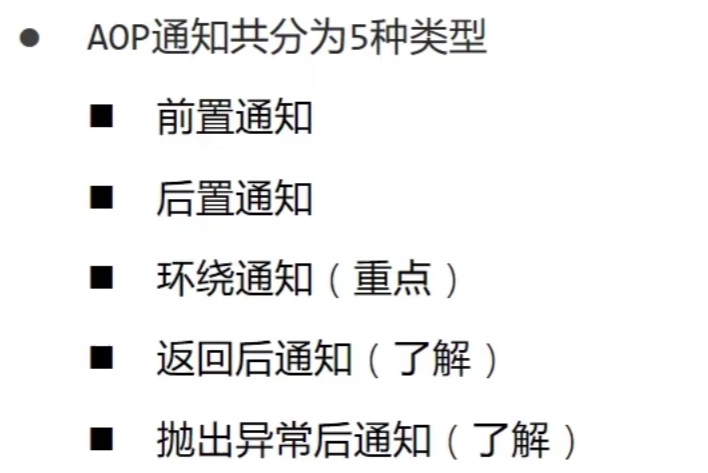 AOP通知共分为5种类型
前置通知
后置通知
环绕通知（重点）
返回后通知（了解）
抛出异常后通知（了解）